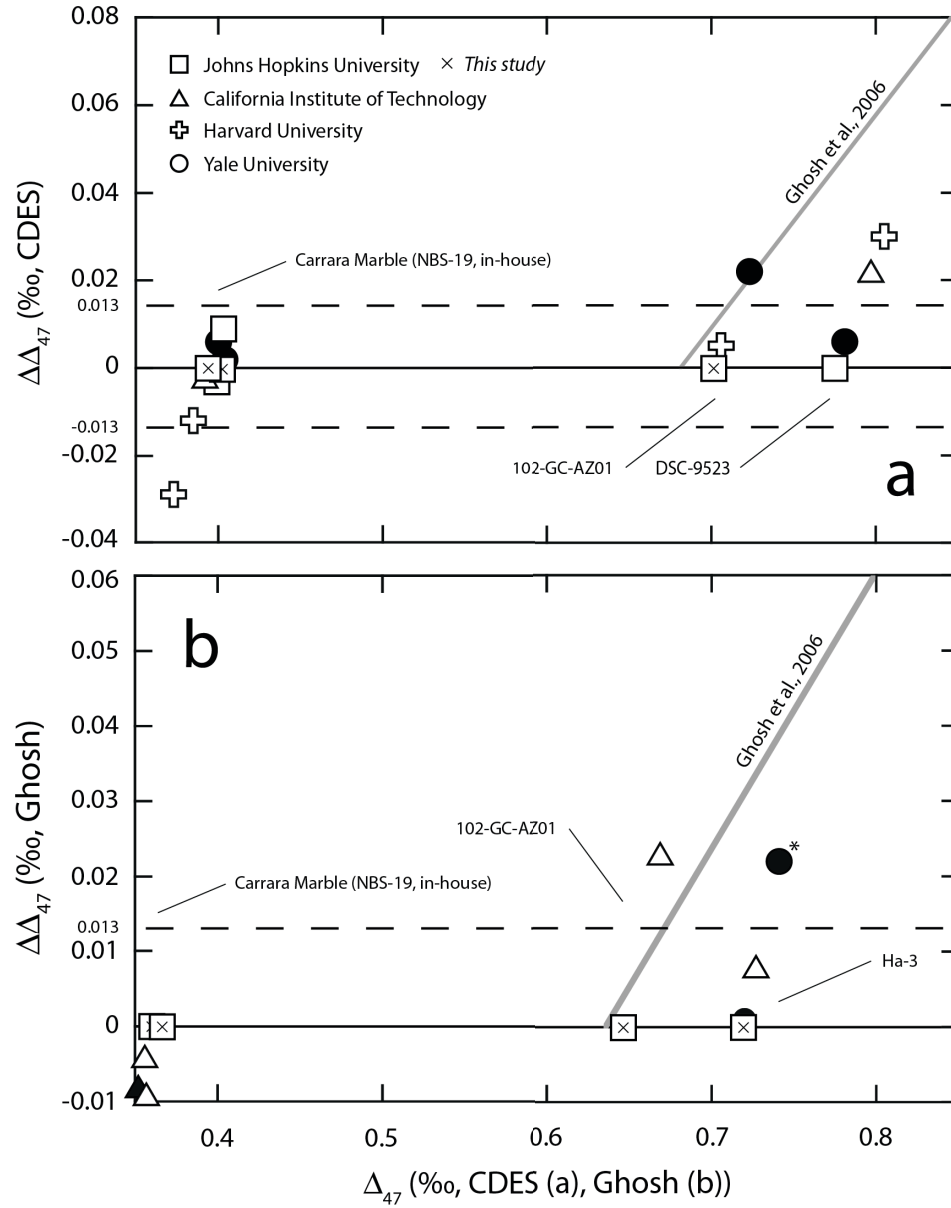 0.08
0.06
0.04
0.02
0.013
0
-0.013
-0.02
-0.04
ΔΔ47 (‰, CDES)
Johns Hopkins University × This study
California Institute of Technology
Harvard University
Yale University
Ghosh et al., 2006
Carrara Marble (NBS-19, in-house)
102-GC-AZ01
DSC-9523
a
0.06
0.05
0.04
0.03
0.02
0.013
0.01
0
-0.01
ΔΔ47 (‰, Ghosh)
b
Ghosh et al., 2006
102-GC-AZ01
*
Carrara Marble (NBS-19, in-house)
Ha-3
0.4 0.5 0.6 0.7 0.8
Δ47 (‰, CDES (a), Ghosh (b))